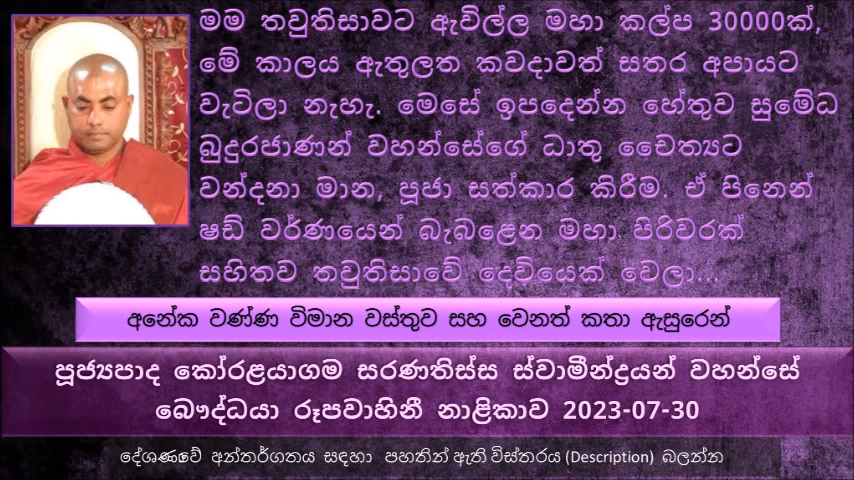 මම තවුතිසාවට ඇවිල්ල මහා කල්ප 30000ක්,
මේ කාලය ඇතුලත කවදාවත් සතර අපායට
වැටිලා නැහැ. මෙසේ ඉපදෙන්න හේතුව සුමේධ
බුදුරජාණන් වහන්සේගේ ධාතු චෛත්‍යට
වන්දනා මාන, පූජා සත්කාර කිරීම. ඒ පිනෙන්
ෂඩ් වර්ණයෙන් බැබළෙන මහා පිරිවරක්
සහිතව තවුතිසාවේ දෙවියෙක් වෙලා...
අනේක වණ්ණ විමාන වස්තුව සහ වෙනත් කතා ඇසුරෙන්
පූජ්‍යපාද කෝරළයාගම සරණතිස්ස ස්වාමීන්ද්‍රයන් වහන්සේ
බෞද්ධයා රූපවාහිනී නාළිකාව 2023-07-30
දේශණාවේ අන්තර්ගතය සඳහා පහතින් ඇති විස්තරය (Description) බලන්න